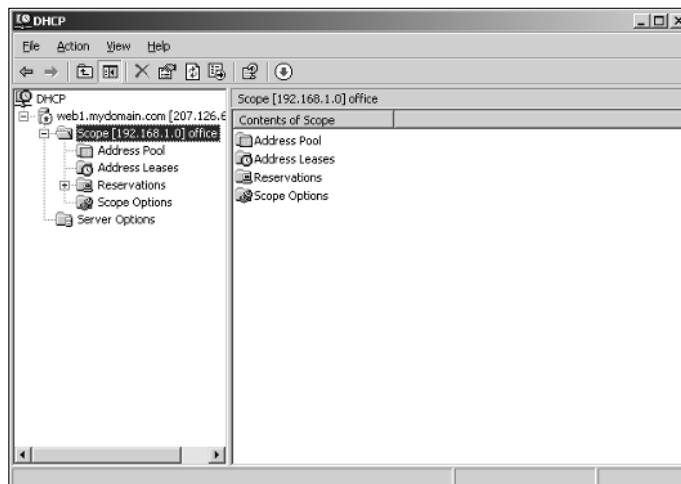 DHCP
File Action View Help
DHCP
web1.mydomain.com [207.126.6
Scope [192.168.1.0] office
Address Pool
Address Leases
Reservations
Scope Options
Server Options
Scope [192.168.1.0] office
Contents of Scope
Address Pool
Address Leases
Reservations
Scope Options